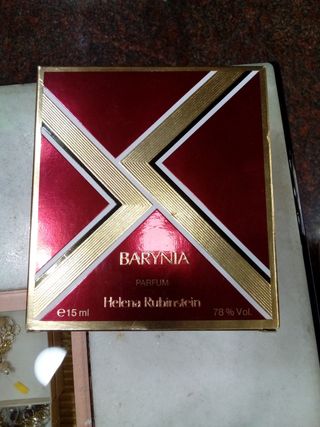 BARYNIA
PARFUM
Helena Rubinstein
℮15 ml 78 % Vol.